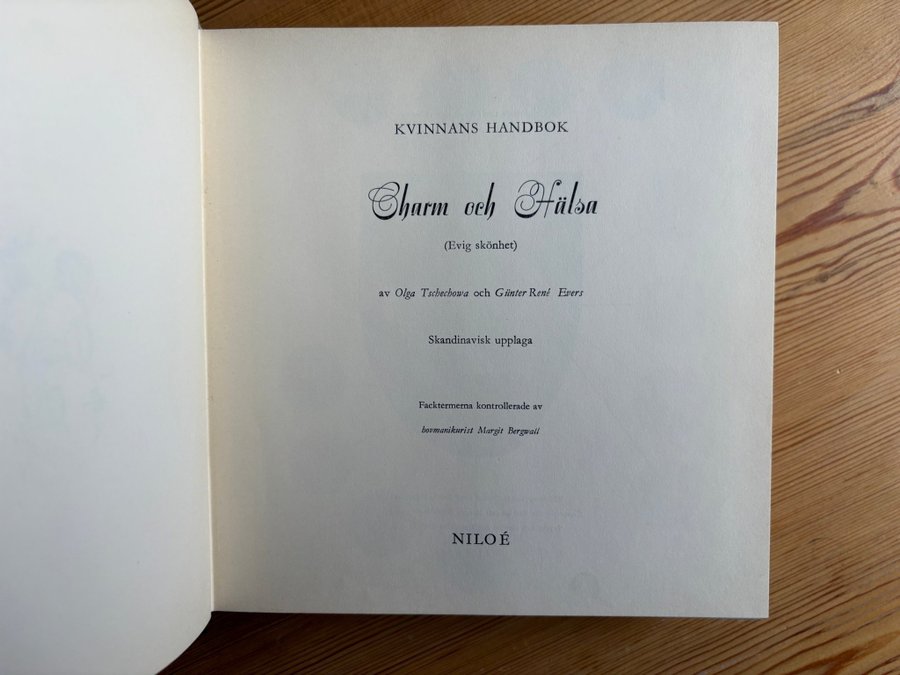 KVINNANS HANDBOK
Charm och Hälsa
(Evig skönhet)
av Olga Tschechowa och Günter René Evers
Skandinavisk upplaga
Facktermerna kontrollerade av
hovmanikurist Margit Bergwall
NILOÉ